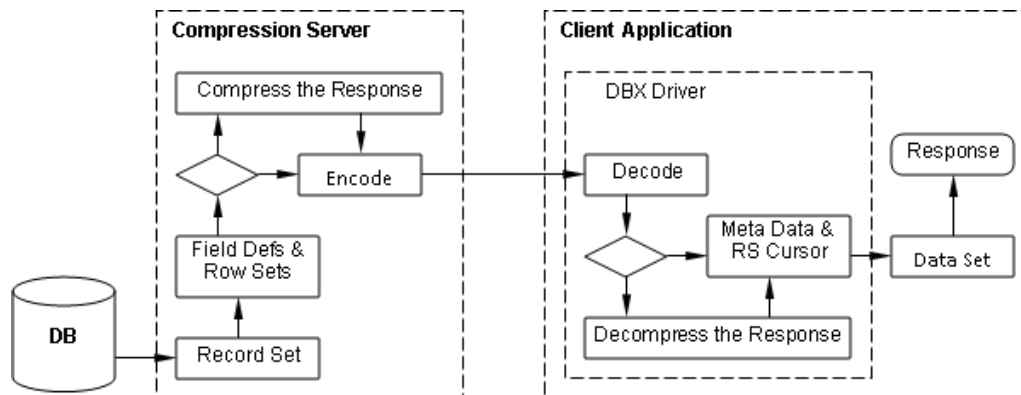 Compression Server
Compress the Response
Encode
Field Defs &
Row Sets
Record Set
DB
Client Application
DBX Driver
Decode
Meta Data &
RS Cursor
Decompress the Response
Data Set
Response